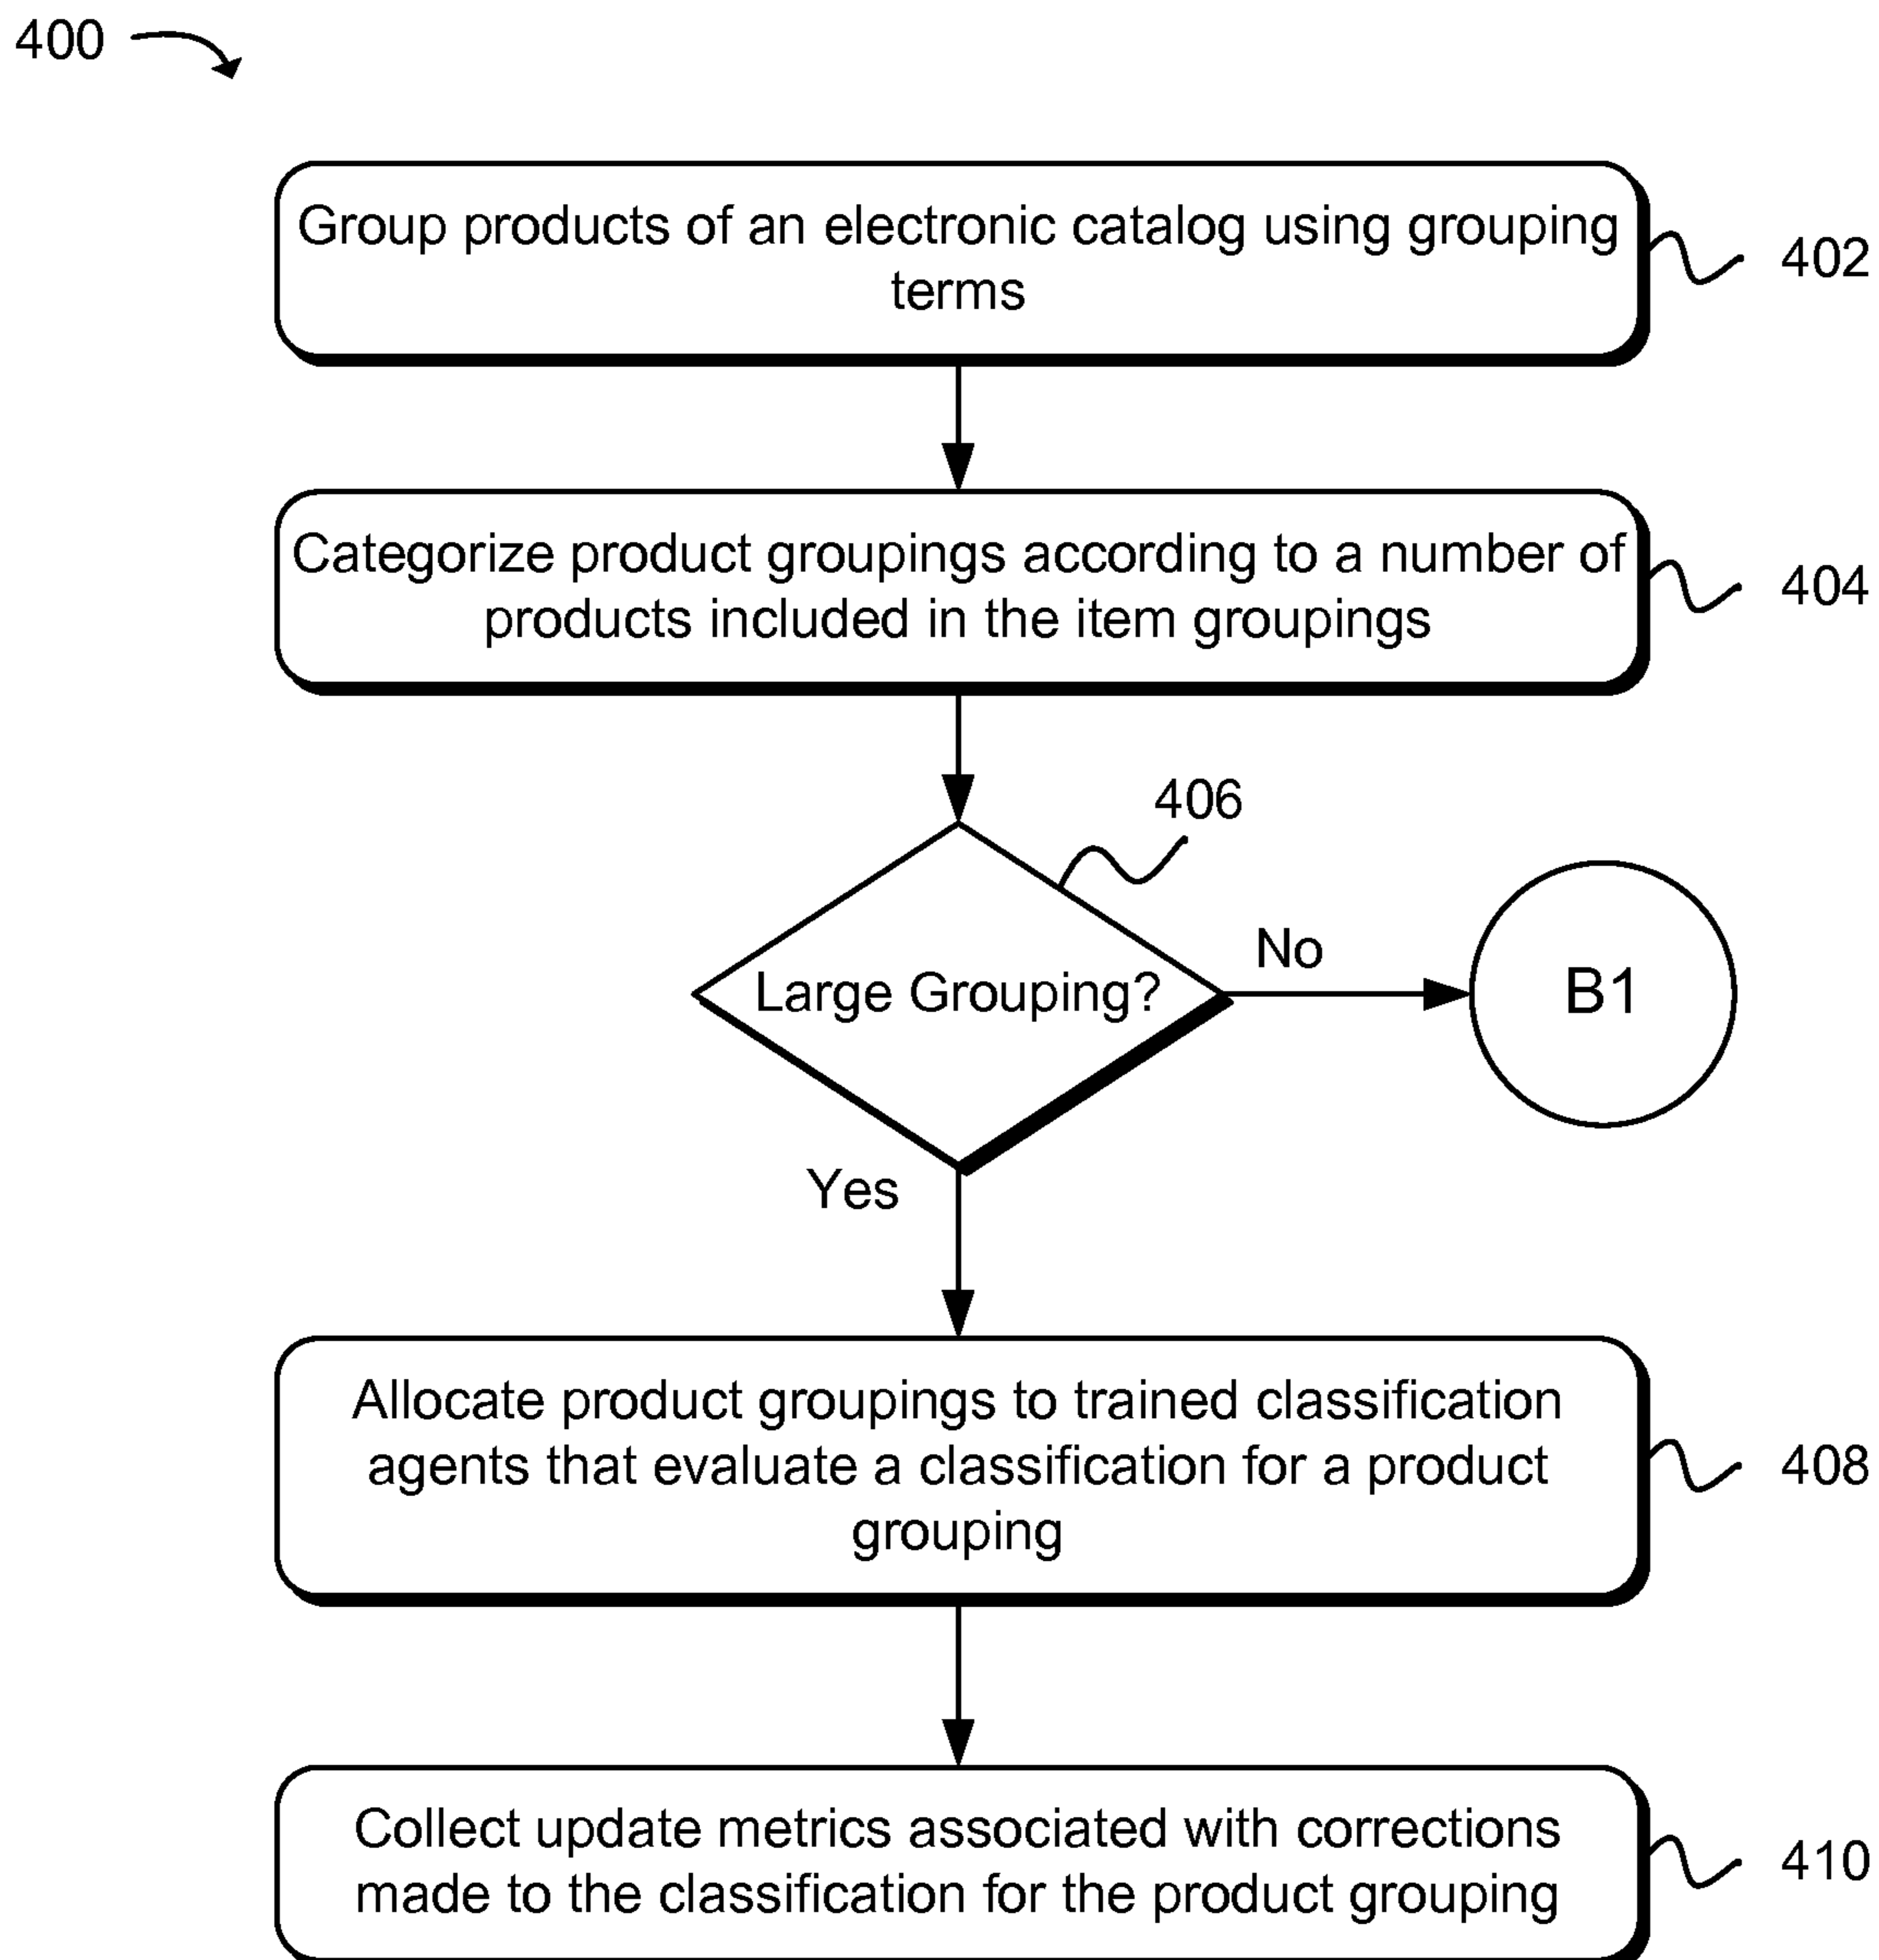 400
Group products of an electronic catalog using grouping
terms
402
Categorize product groupings according to a number of
products included in the item groupings
404
406
Large Grouping?
No
B1
Yes
Allocate product groupings to trained classification
agents that evaluate a classification for a product
grouping
408
Collect update metrics associated with corrections
made to the classification for the product grouping
410